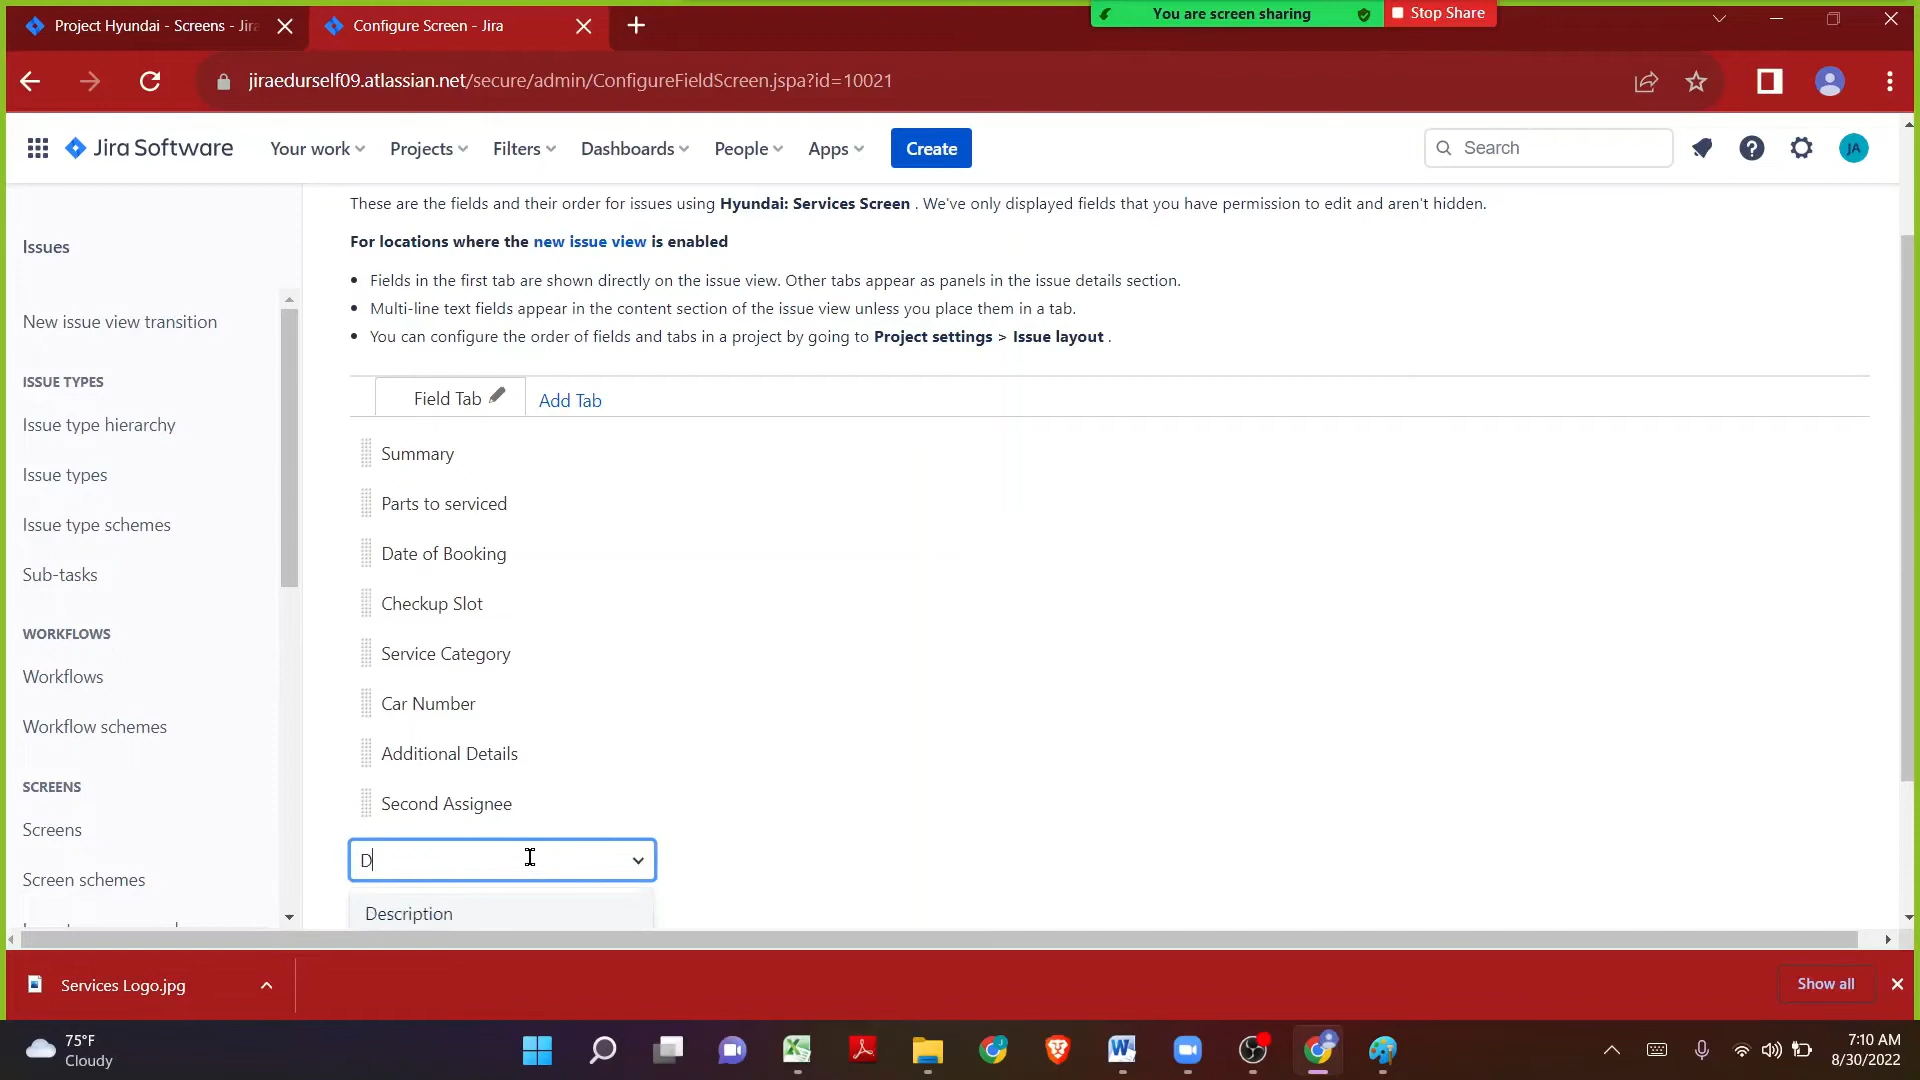 Project Hyundai - Screens - Jira
Configure Screen - Jira
You are screen sharing
Stop Share
jiraedurself09.atlassian.net/secure/admin/ConfigureFieldScreen.jspa?id=10021
Jira Software
Your work
Projects
Filters
Dashboards
People
Apps
Create
Search
JA
These are the fields and their order for issues using Hyundai: Services Screen . We've only displayed fields that you have permission to edit and aren't hidden.
For locations where the new issue view is enabled
Fields in the first tab are shown directly on the issue view. Other tabs appear as panels in the issue details section.
Multi-line text fields appear in the content section of the issue view unless you place them in a tab.
You can configure the order of fields and tabs in a project by going to Project settings > Issue layout .
Issues
New issue view transition
ISSUE TYPES
Issue type hierarchy
Issue types
Issue type schemes
Sub-tasks
WORKFLOWS
Workflows
Workflow schemes
SCREENS
Screens
Screen schemes
Field Tab
Add Tab
Summary
Parts to serviced
Date of Booking
Checkup Slot
Service Category
Car Number
Additional Details
Second Assignee
D
Description
Services Logo.jpg
Show all
75°F
Cloudy
7:10 AM
8/30/2022